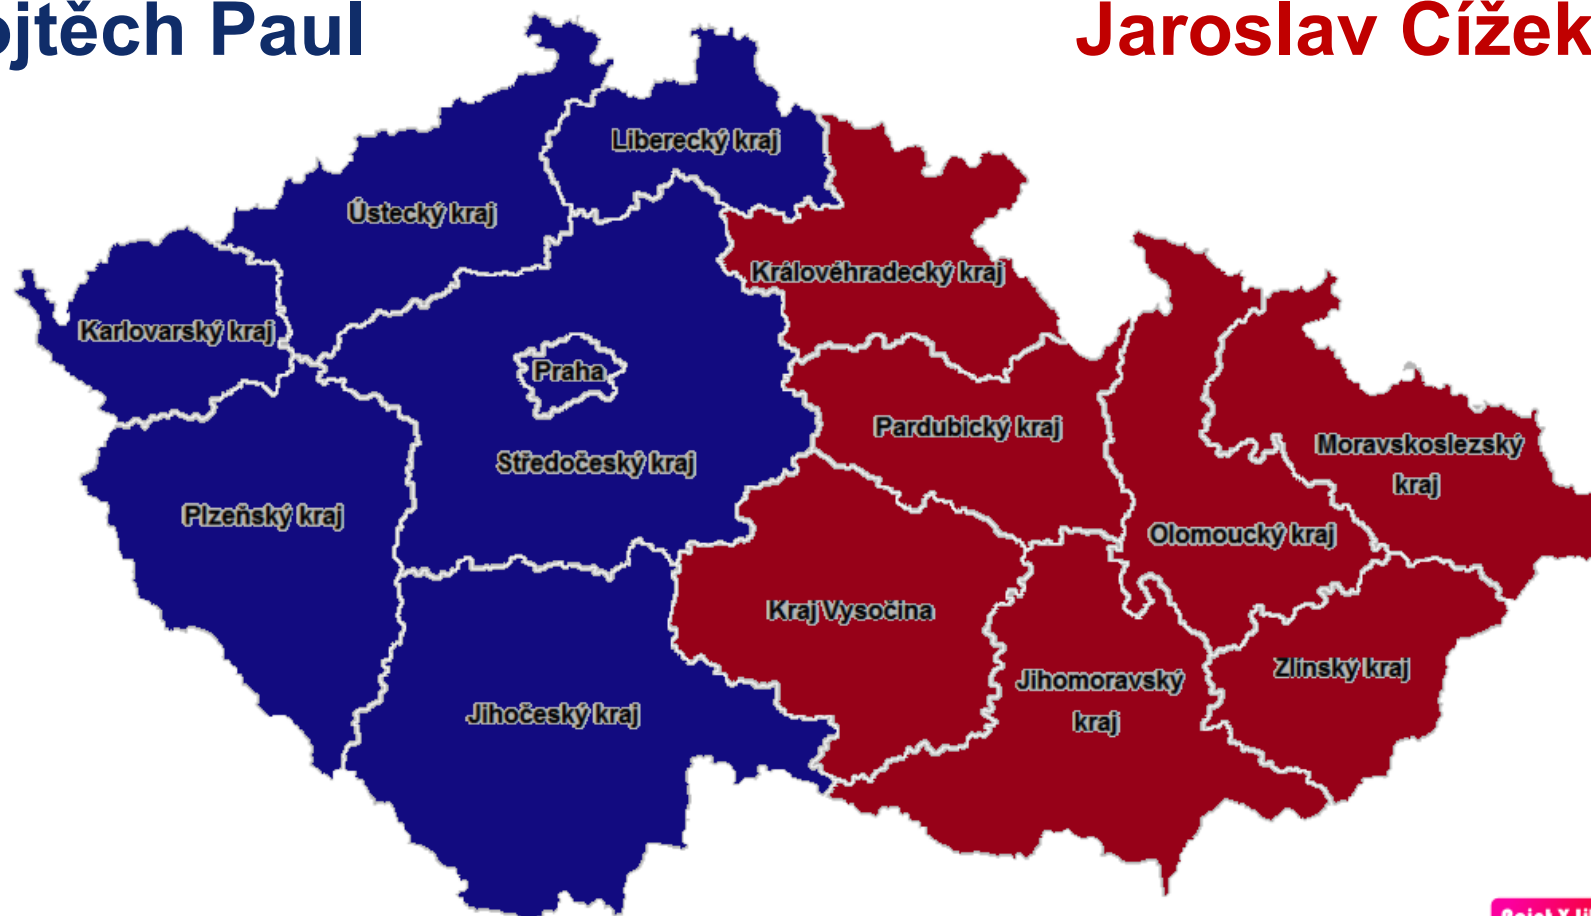 ojtěch Paul
Jaroslav Cížek
Liberecký kraj
Ústecký kraj
Královéhradecký kraj
Karlovarský kraj
Praha
Pardubický kraj
Středočeský kraj
Moravskoslezský
kraj
Plzeňský kraj
Olomoucký kraj
Kraj Vysočina
Zlínský kraj
Jihomoravský
kraj
Jihočeský kraj